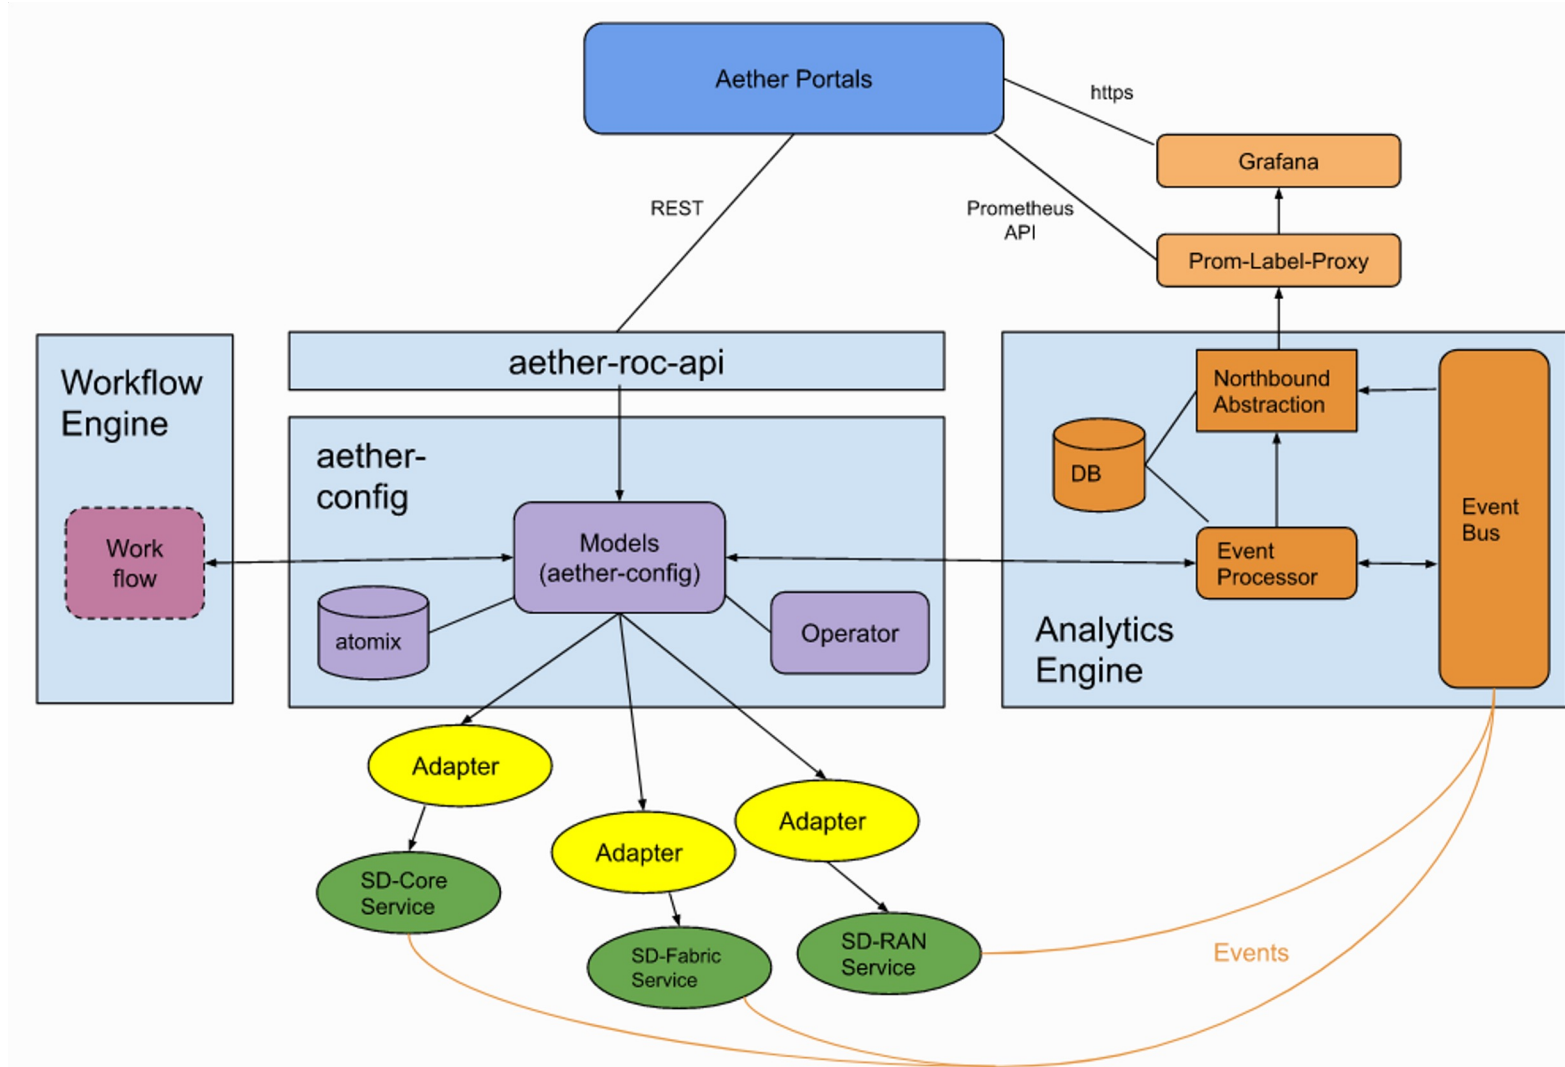 Aether Portals
https
Grafana
REST
Prometheus
API
Prom-Label-Proxy
Workflow
Engine
Work
flow
aether-roc-api
aether-
config
Models
(aether-config)
atomix
Operator
Northbound
Abstraction
DB
Event
Processor
Event
Bus
Analytics
Engine
Adapter
Adapter
Adapter
SD-Core
Service
SD-Fabric
Service
SD-RAN
Service
Events